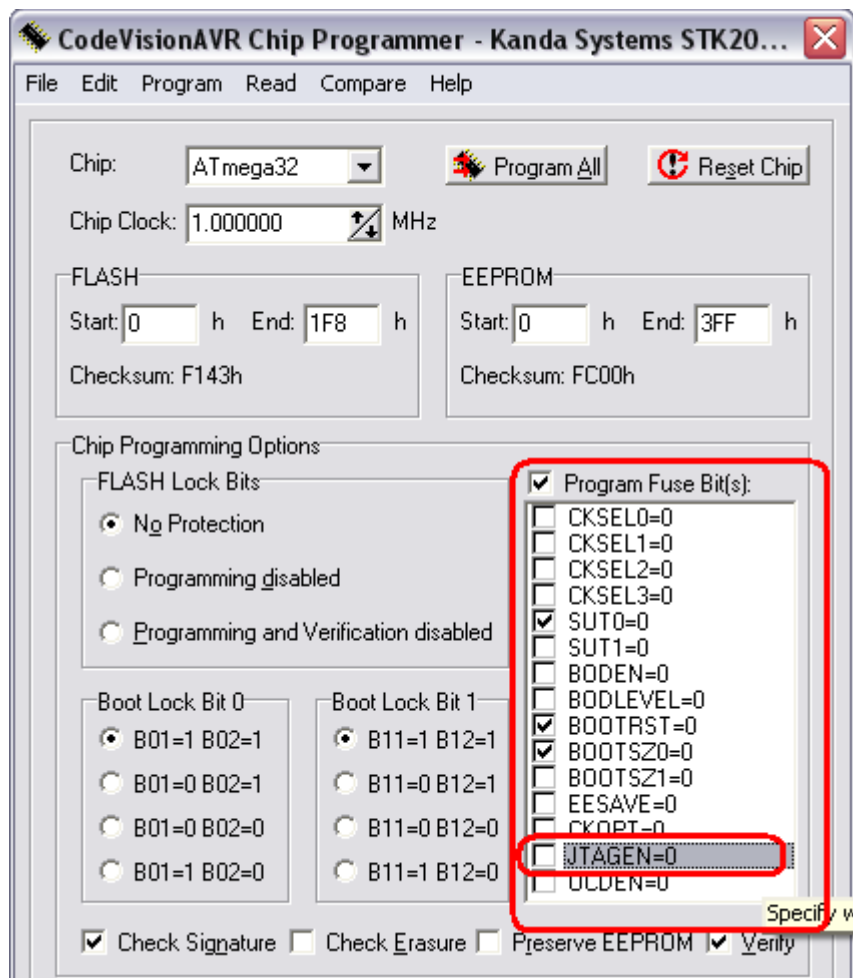 CodeVisionAVR Chip Programmer - Kanda Systems STK20...
File Edit Program Read Compare Help
Chip: ATmega32 Program All Reset Chip
Chip Clock: 1.000000 MHz
FLASH
Start: 0 h End: 1F8 h
Checksum: F143h
EEPROM
Start: 0 h End: 3FF h
Checksum: FC00h
Chip Programming Options
FLASH Lock Bits
No Protection
Programming disabled
Programming and Verification disabled
Boot Lock Bit 0
B01=1 B02=1
B01=0 B02=1
B01=0 B02=0
B01=1 B02=0
Boot Lock Bit 1
B11=1 B12=1
B11=0 B12=1
B11=0 B12=0
B11=1 B12=0
Program Fuse Bit(s):
CKSEL0=0
CKSEL1=0
CKSEL2=0
CKSEL3=0
SUT0=0
SUT1=0
BODEN=0
BODLEVEL=0
BOOTRST=0
BOOTSZ0=0
BOOTSZ1=0
EESAVE=0
CKOPT=0
JTAGEN=0
OCDEN=0
Specify w
Check Signature Check Erasure Preserve EEPROM Verify